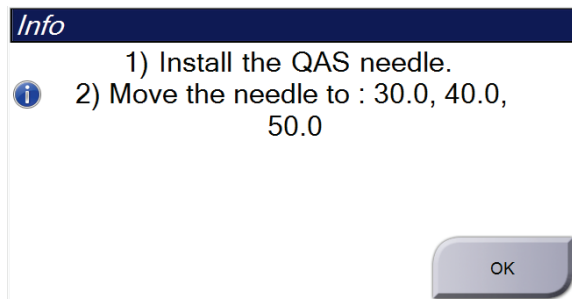 Info
1) Install the QAS needle.
2) Move the needle to : 30.0, 40.0,
50.0
OK